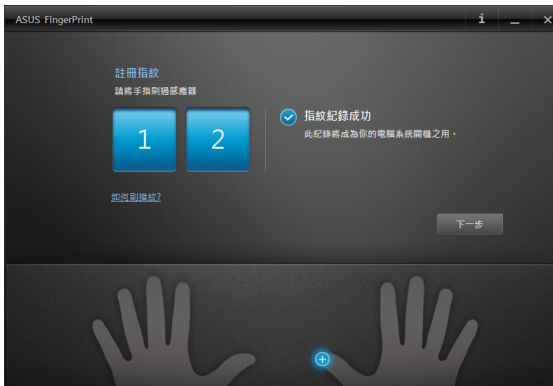 ASUS FingerPrint
註冊指紋
請將手指刷過感應器
1 2
指紋紀錄成功
此紀錄將成為你的電腦系統開機之用。
如何刷指紋?
下一步